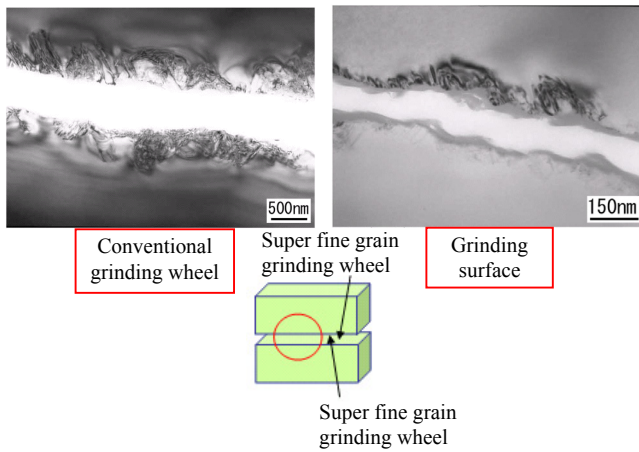 500nm
150nm
Conventional
grinding wheel
Super fine grain
grinding wheel
Grinding
surface
Super fine grain
grinding wheel